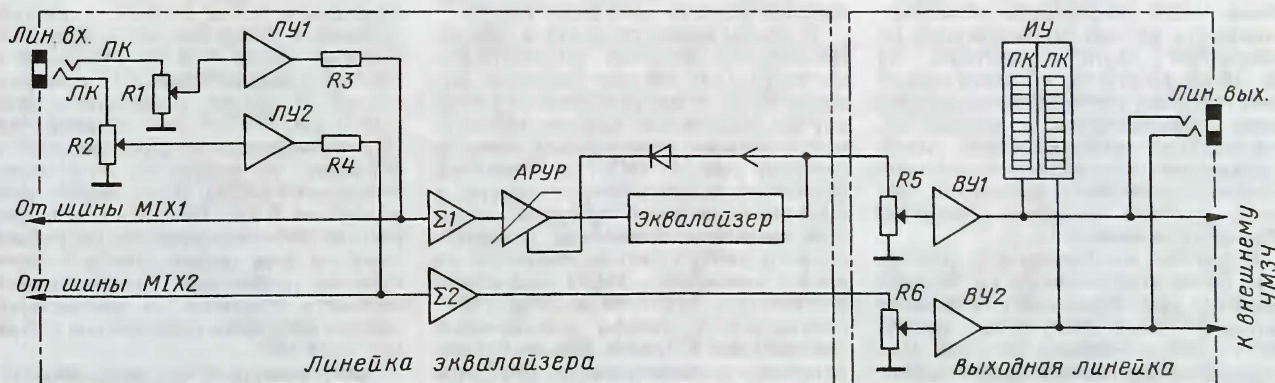 Лин. вх.
ПК
ЛК
R1
R2
ЛУ1
R3
ЛУ2
R4
От шины MIX1
От шины MIX2
Σ1
АРУР
Эквалайзер
Σ2
Линейка эквалайзера
R5
ВУ1
ИУ
ПК
ЛК
Лин. вых.
R6
ВУ2
К внешнему
УМЗЧ
Выходная линейка